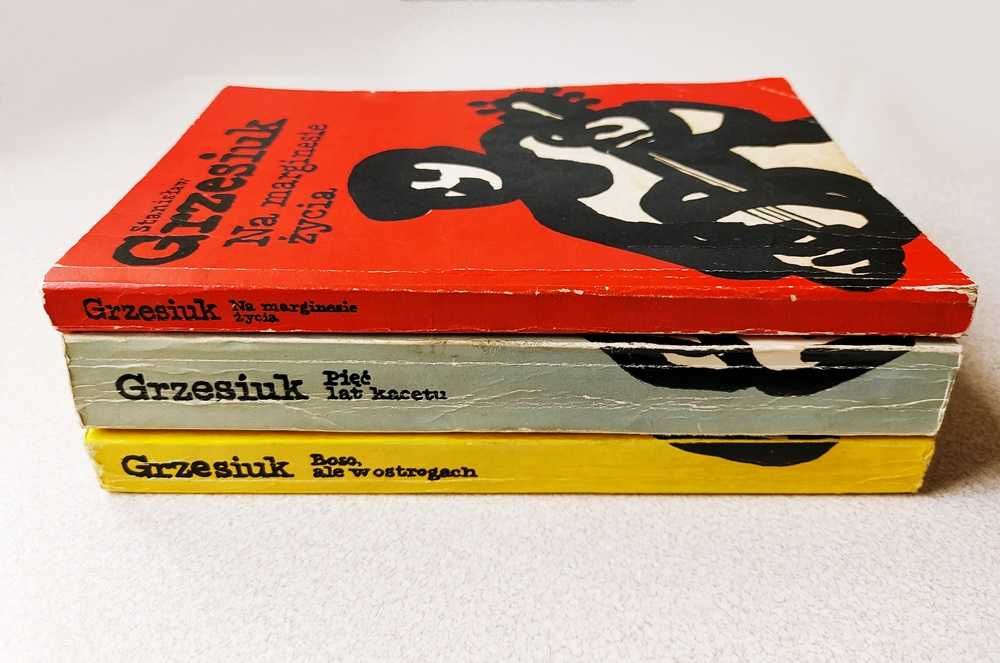 Stanisław
Grzesiuk
Na marginesie
życia
Grzesiuk
Na marginesie
życia
Grzesiuk
Pięć
lat kacetu
Grzesiuk
Boso,
ale w ostrogach